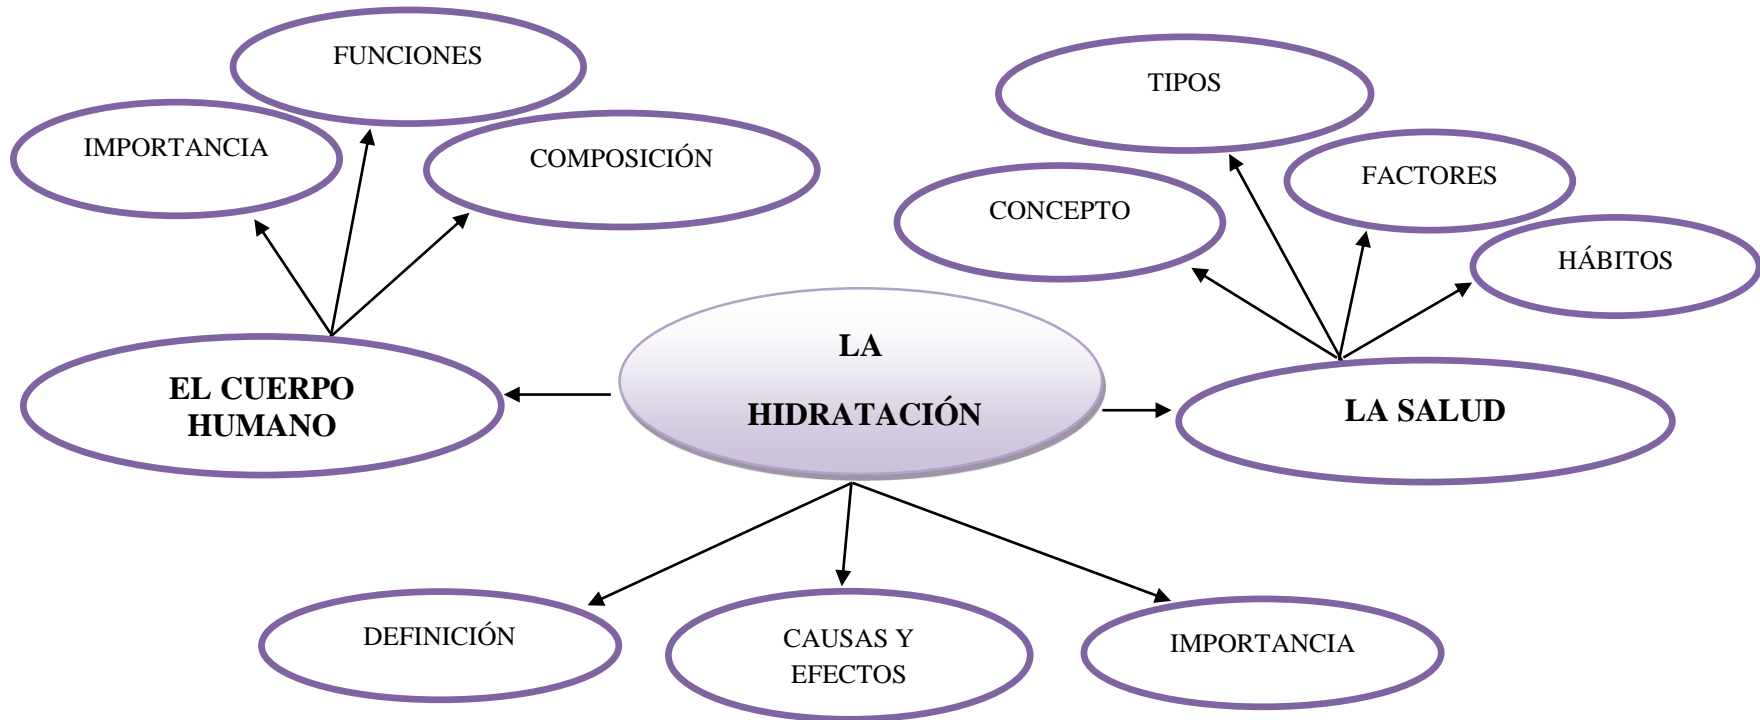 FUNCIONES
IMPORTANCIA
COMPOSICIÓN
TIPOS
CONCEPTO
FACTORES
HÁBITOS
EL CUERPO
HUMANO
LA
HIDRATACIÓN
LA SALUD
DEFINICIÓN
CAUSAS Y
EFECTOS
IMPORTANCIA